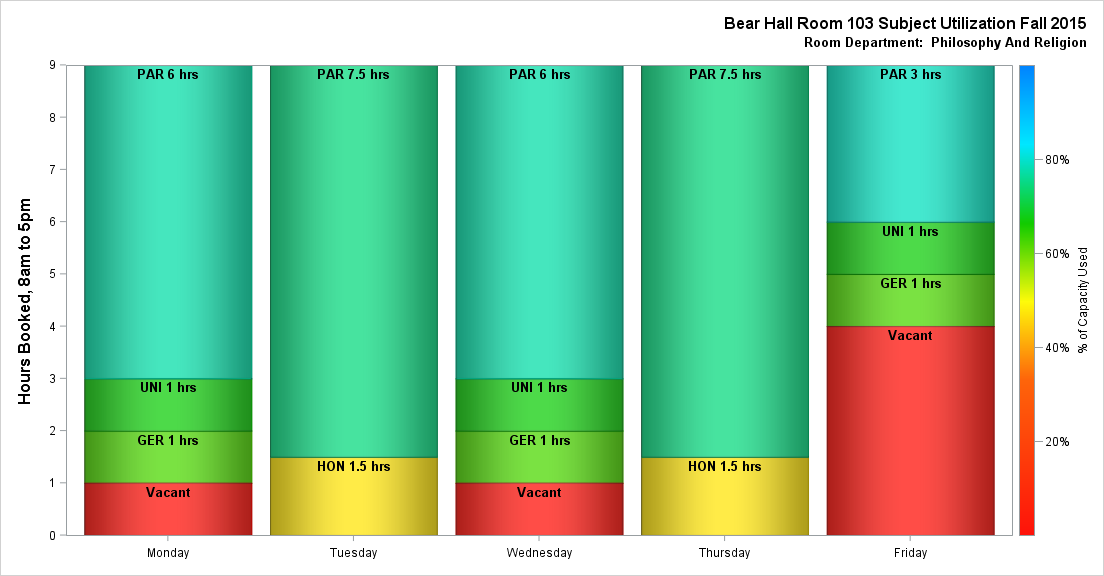 Bear Hall Room 103 Subject Utilization Fall 2015
Room Department:  Philosophy And Religion
Hours Booked, 8am to 5pm
9
8
7
6
5
4
3
2
1
0
PAR 6 hrs
UNI 1 hrs
GER 1 hrs
Vacant
PAR 7.5 hrs
HON 1.5 hrs
PAR 6 hrs
UNI 1 hrs
GER 1 hrs
Vacant
PAR 7.5 hrs
HON 1.5 hrs
PAR 3 hrs
UNI 1 hrs
GER 1 hrs
Vacant
Monday
Tuesday
Wednesday
Thursday
Friday
80%
60%
40%
20%
% of Capacity Used